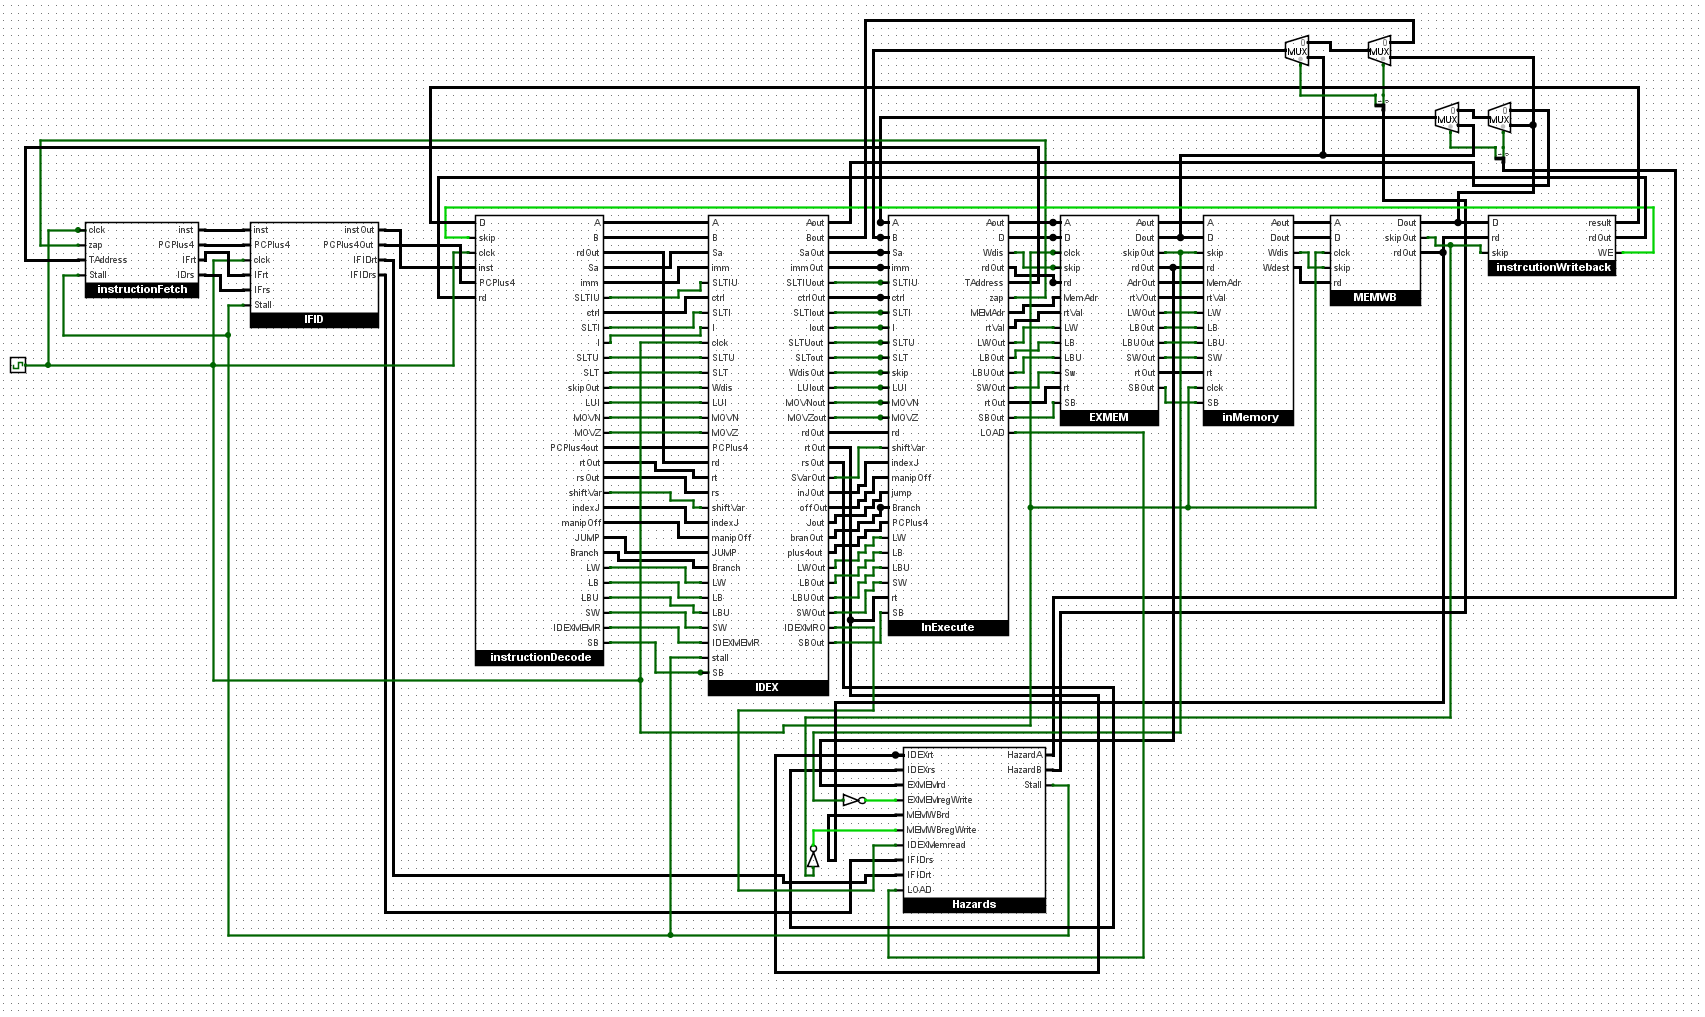 MUX
MUX
MUX
MUX
clck
zap
TAddress
Stall
inst
PCPlus4
IFrt
IDrs
instructionFetch
inst
PCPlus4
clck
IFrt
IFrs
Stall
instOut
PCPlus4Out
IFIDrt
IFIDrs
IFID
D
skip
clck
inst
PCPlus4
rd
A
B
rdOut
Sa
imm
SLTIU
ctrl
SLTI
I
SLTU
SLT
skipOut
LUI
MOVN
MOVZ
PCPlus4out
rtOut
rsOut
shiftVar
indexJ
manipOff
JUMP
Branch
LW
LB
LBU
SW
IDEXMEMR
SB
instructionDecode
A
B
Sa
imm
SLTIU
ctrl
SLTI
I
clck
SLTU
SLT
Wdis
LUI
MOVN
MOVZ
PCPlus4
rd
rt
rs
shiftVar
indexJ
manipOff
JUMP
Branch
LW
LB
LBU
SW
IDEXMEMR
stall
SB
Aout
Bout
SaOut
immOut
SLTIUout
ctrlOut
SLTIout
Iout
SLTUout
SLTout
WdisOut
LUIout
MOVNout
MOVZout
rdOut
rtOut
rsOut
SVarOut
inJOut
offOut
Jout
branOut
plus4out
LWOut
LBOut
LBUOut
SWOut
IDEXMRO
SBOut
IDEX
A
B
Sa
imm
SLTIU
ctrl
SLTI
I
SLTU
SLT
skip
LUI
MOVN
MOVZ
rd
shiftVar
indexJ
manipOff
jump
Branch
PCPlus4
LW
LB
LBU
SW
rt
SB
Aout
D
Wdis
rdOut
TAddress
zap
MEMAdr
rtVal
LWOut
LBOut
LBUOut
SWOut
rtOut
SBOut
LOAD
InExecute
A
D
clck
skip
rd
MemAdr
rtVal
LW
LB
LBU
Sw
rt
SB
Aout
Dout
skipOut
rdOut
AdrOut
rtVOut
LWOut
LBOut
LBUOut
SWOut
rtOut
SBOut
EXMEM
A
D
skip
rd
MemAdr
rtVal
LW
LB
LBU
SW
rt
clck
SB
Aout
Dout
Wdis
Wdest
inMemory
A
D
clck
skip
rd
Dout
skipOut
rdOut
MEMWB
D
rd
skip
result
rdOut
WE
instrcutionWriteback
IDEXrt
IDEXrs
EXMEMrd
EXMEMregWrite
MEMWBrd
MEMWBregWrite
IDEXMemread
IFIDrs
IFIDrt
LOAD
HazardA
HazardB
Stall
Hazards